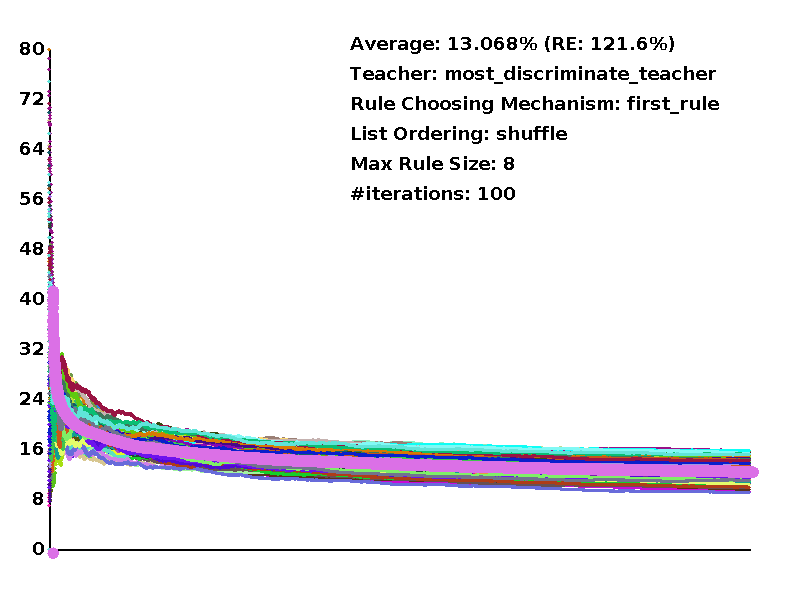 80
Average: 13.068% (RE: 121.6%)
Teacher: most_discriminate_teacher
72
Rule Choosing Mechanism: first_rule
List Ordering: shuffle
64
Max Rule Size: 8
#iterations: 100
56
48
40
32
24
16
8
0